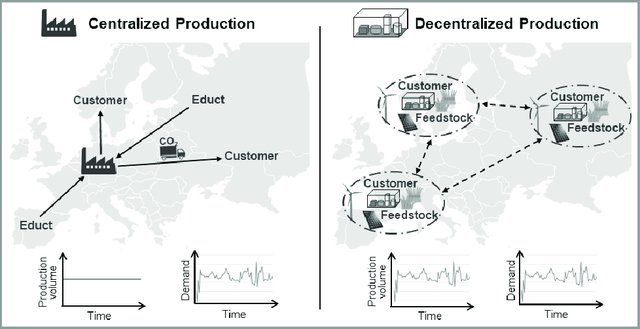 Centralized Production
Customer
Educt
CO₂
Customer
Educt
Production
volume
Time
Demand
Time
Decentralized Production
Customer
Feedstock
Customer
Feedstock
Customer
Feedstock
Production
volume
Time
Demand
Time